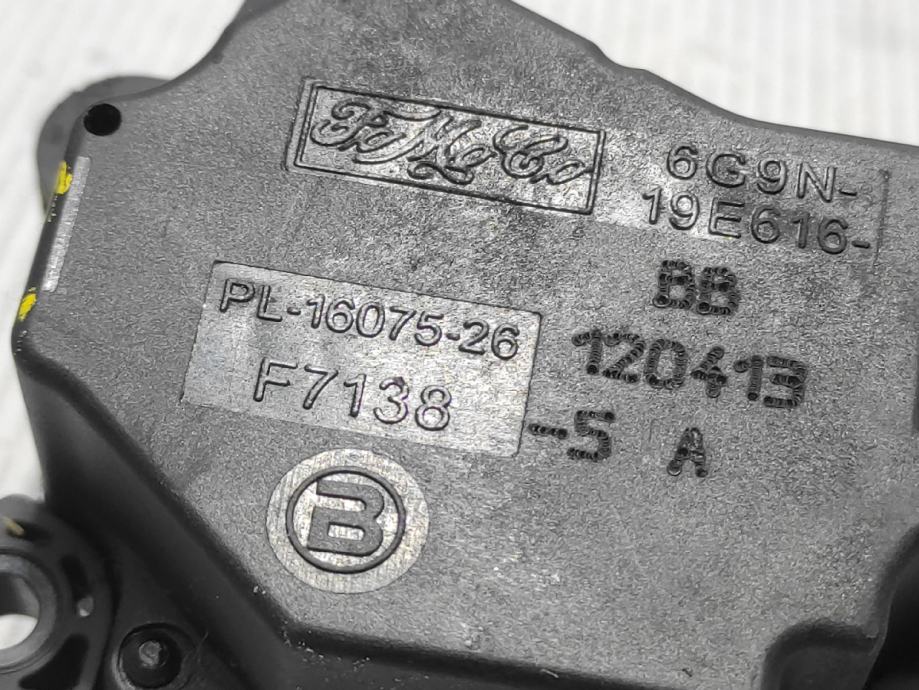 FoMoCo
6G9N-
19E616-
BB
120413
-5 A
PL-16075-26
F7138
B